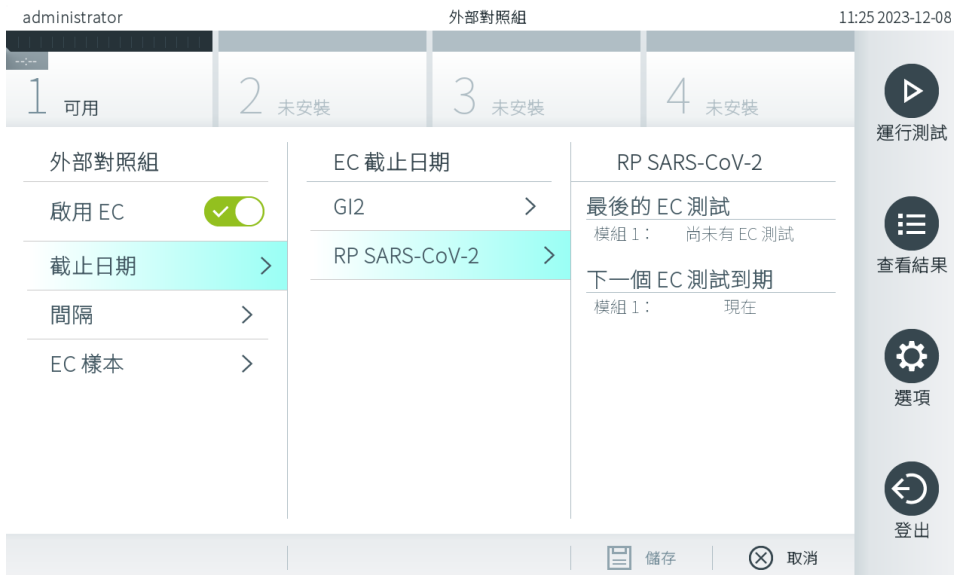 administrator
外部對照組
11:25 2023-12-08
--:--
1 可用
2 未安裝
3 未安裝
4 未安裝
運行測試
查看結果
選項
登出
外部對照組
啟用 EC
截止日期
間隔
EC 樣本
EC 截止日期
GI2
RP SARS-CoV-2
RP SARS-CoV-2
最後的 EC 測試
模組 1： 尚未有 EC 測試
下一個 EC 測試到期
模組 1： 現在
儲存
取消